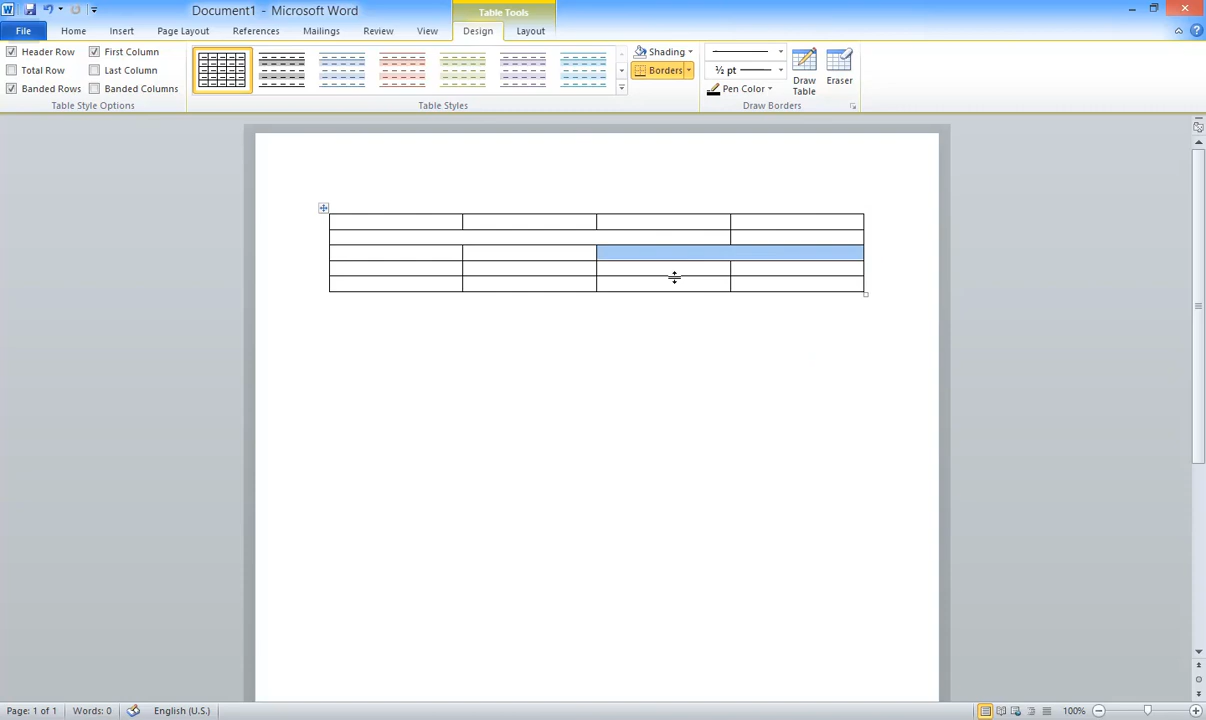 Document1 - Microsoft Word
Table Tools
File Home Insert Page Layout References Mailings Review View Design Layout
Header Row First Column
Total Row Last Column
Banded Rows Banded Columns
Table Style Options
Table Styles
Shading
Borders
½ pt
Pen Color
Draw Table
Eraser
Draw Borders
Page: 1 of 1 Words: 0 English (U.S.) 100%